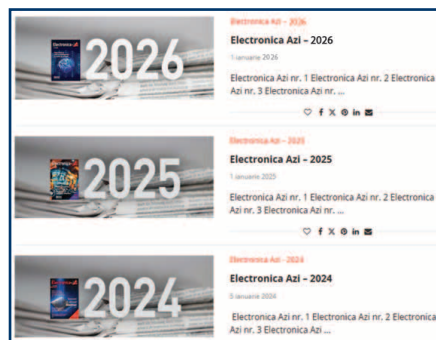 2026
Electronica Azi – 2026
Electronica Azi – 2026
1 ianuarie 2026
Electronica Azi nr. 1 Electronica Azi nr. 2 Electronica
Azi nr. 3 Electronica Azi nr. ...
2025
Electronica Azi – 2025
Electronica Azi – 2025
1 ianuarie 2025
Electronica Azi nr. 1 Electronica Azi nr. 2 Electronica
Azi nr. 3 Electronica Azi nr. ...
2024
Electronica Azi - 2024
Electronica Azi – 2024
5 ianuarie 2024
Electronica Azi nr. 1 Electronica Azi nr. 2 Electronica
Azi nr. 3 Electronica Azi ...